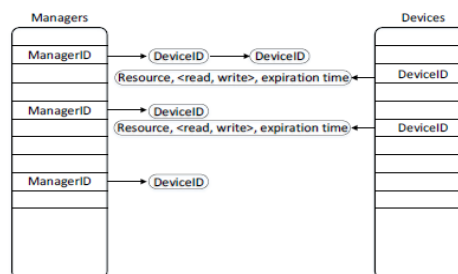 Managers Devices
ManagerID DeviceID DeviceID
Resource, <read, write>, expiration time DeviceID
ManagerID DeviceID
Resource, <read, write>, expiration time DeviceID
ManagerID DeviceID